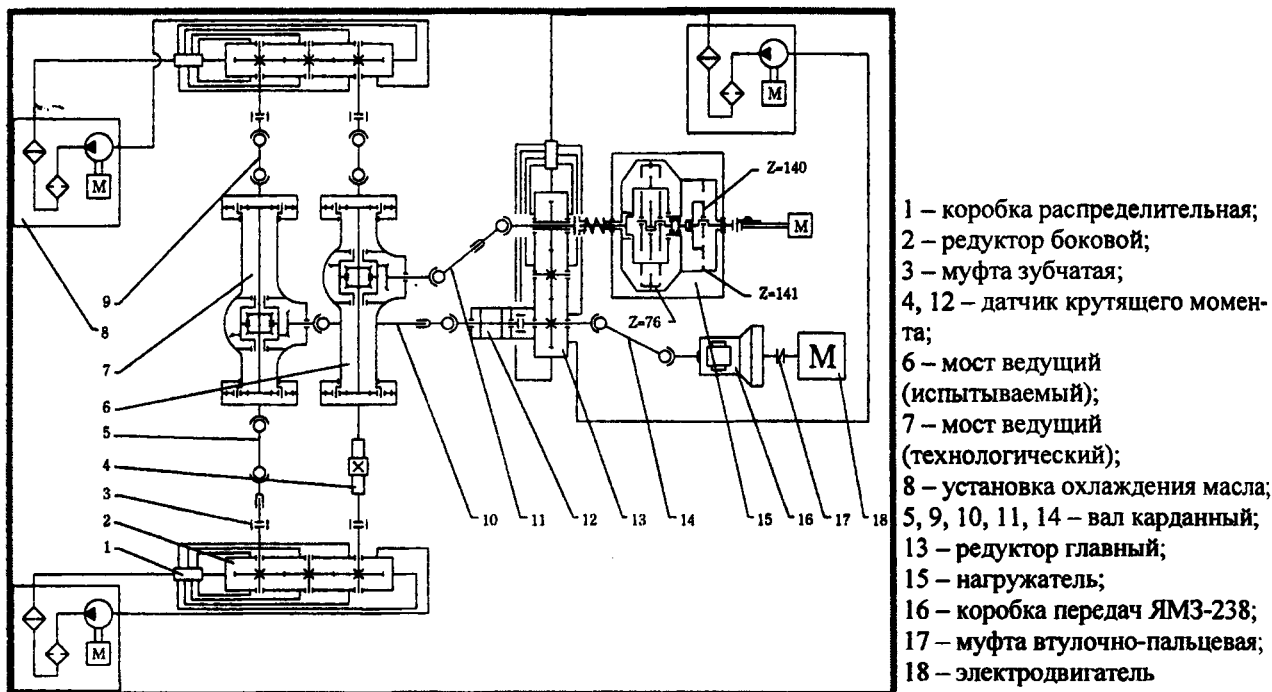 M
M
Z=140
M
Z=141
Z=76
M
9
8
7
6
5
4
3
2
1
10
11
12
13
14
15
16
17
18
M
1 – коробка распределительная;
2 – редуктор боковой;
3 – муфта зубчатая;
4, 12 – датчик крутящего момен-
та;
6 – мост ведущий
(испытываемый);
7 – мост ведущий
(технологический);
8 – установка охлаждения масла;
5, 9, 10, 11, 14 – вал карданный;
13 – редуктор главный;
15 – нагружатель;
16 – коробка передач ЯМЗ-238;
17 – муфта втулочно-пальцевая;
18 – электродвигатель